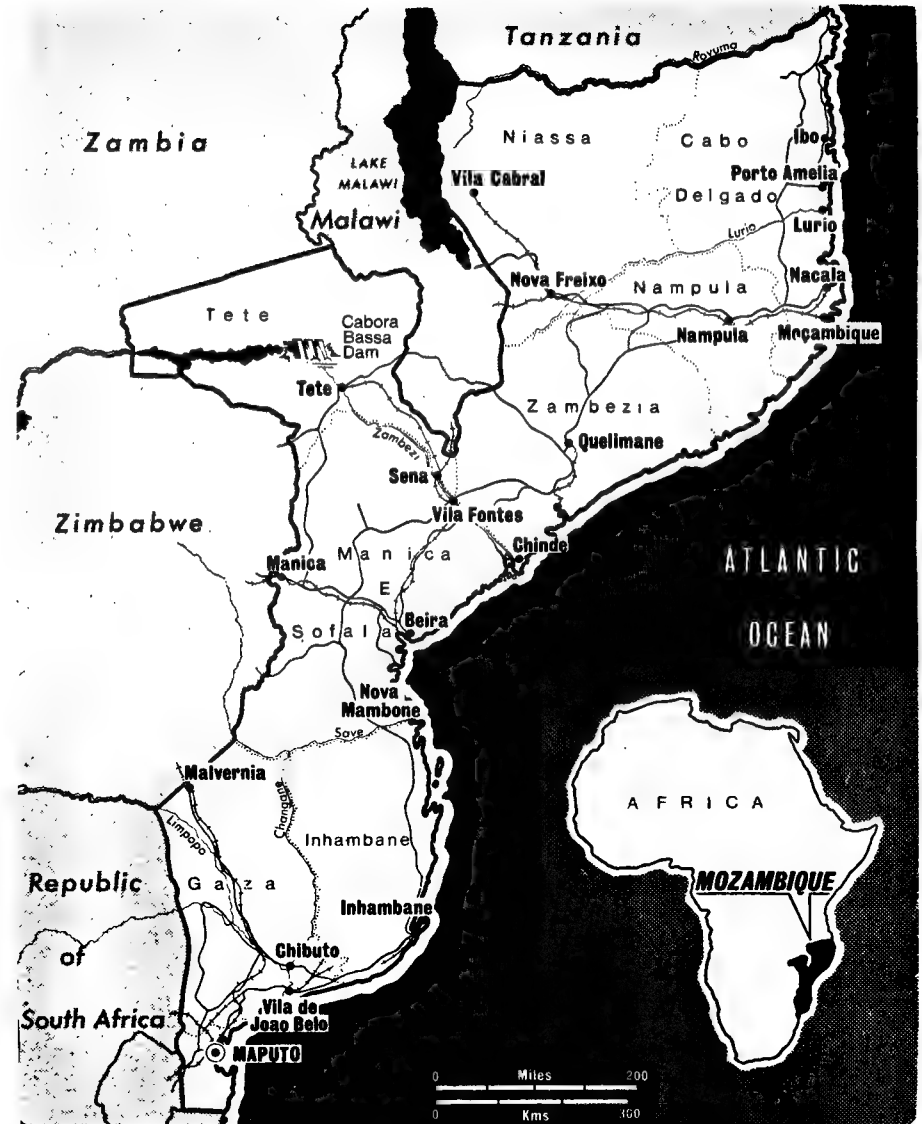 Tanzania
Rovuma
Zambia
Niassa
Cabo
Delgado
Ibo
LAKE
MALAWI
Malawi
Vila Cabral
Porto Amelia
Lurio
Lurio
Nova Freixo
Nampula
Nacala
Nampula
Moçambique
Tete
Cabora
Bassa
Dam
Tete
Zambezia
Zambezi
Quelimane
Sena
Vila Fontes
Zimbabwe
Manica
Manica
E
Sofala
Chinde
Beira
ATLANTIC
OCEAN
Nova
Mambone
Save
Malvernia
Limpopo
Changane
Inhambane
Gaza
Inhambane
Republic
of
South Africa
Chibuto
Vila de
Joao Belo
MAPUTO
AFRICA
MOZAMBIQUE
0 Miles 200
0 Kms 300